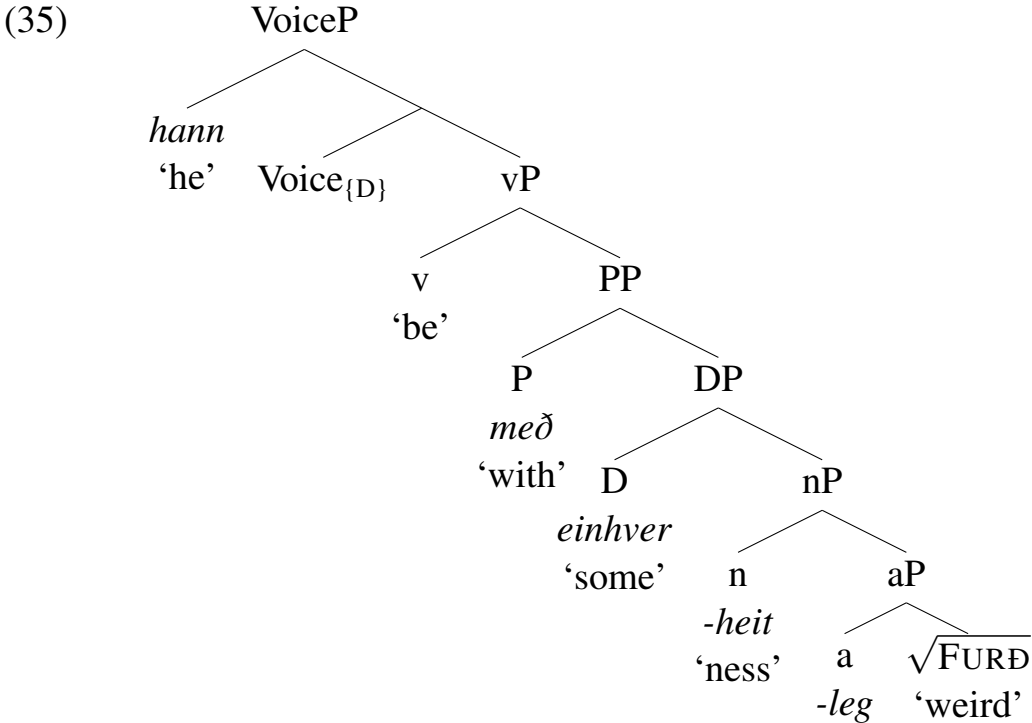 (35) VoiceP
hann
‘he’ Voice{D} vP
v PP
‘be’
P DP
með
‘with’ D nP
einhver
‘some’ n aP
-heit
‘ness’ a √FURÐ
-leg ‘weird’